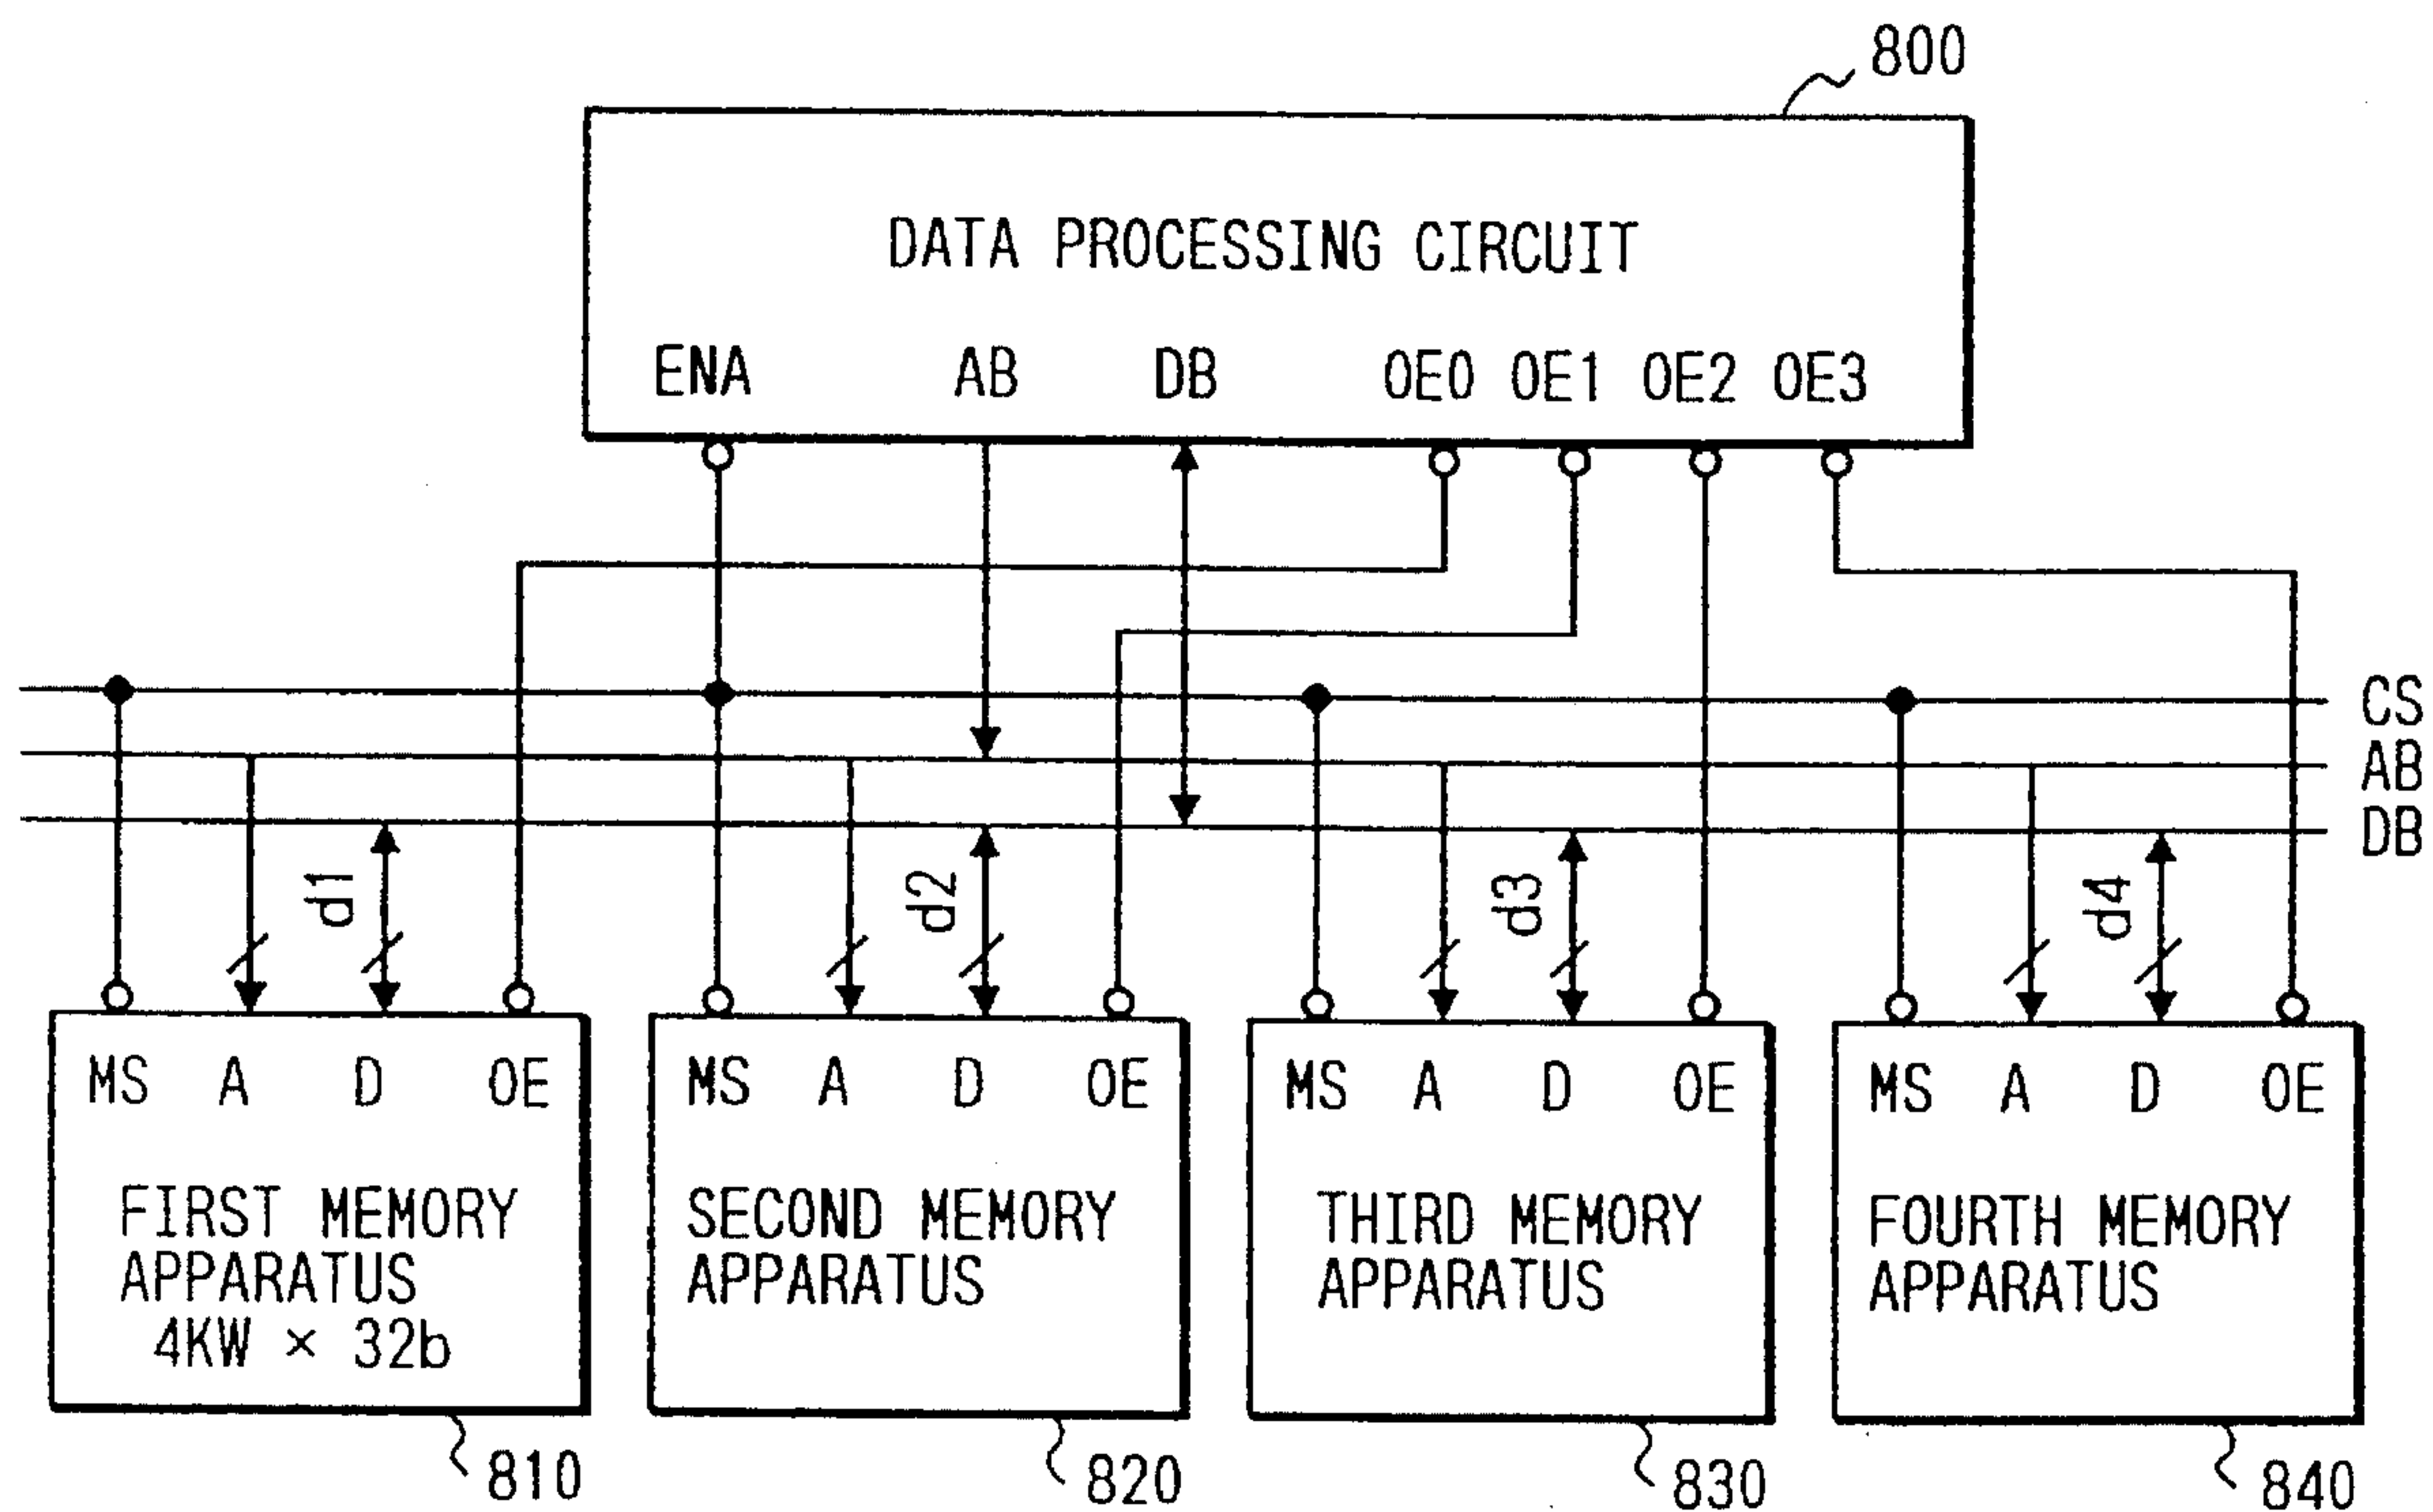 800
DATA PROCESSING CIRCUIT
ENA AB DB OE0 OE1 OE2 OE3
CS
AB
DB
d1 d2 d3 d4
MS A D OE MS A D OE MS A D OE MS A D OE
FIRST MEMORY
APPARATUS
4KW × 32b
SECOND MEMORY
APPARATUS
THIRD MEMORY
APPARATUS
FOURTH MEMORY
APPARATUS
810 820 830 840